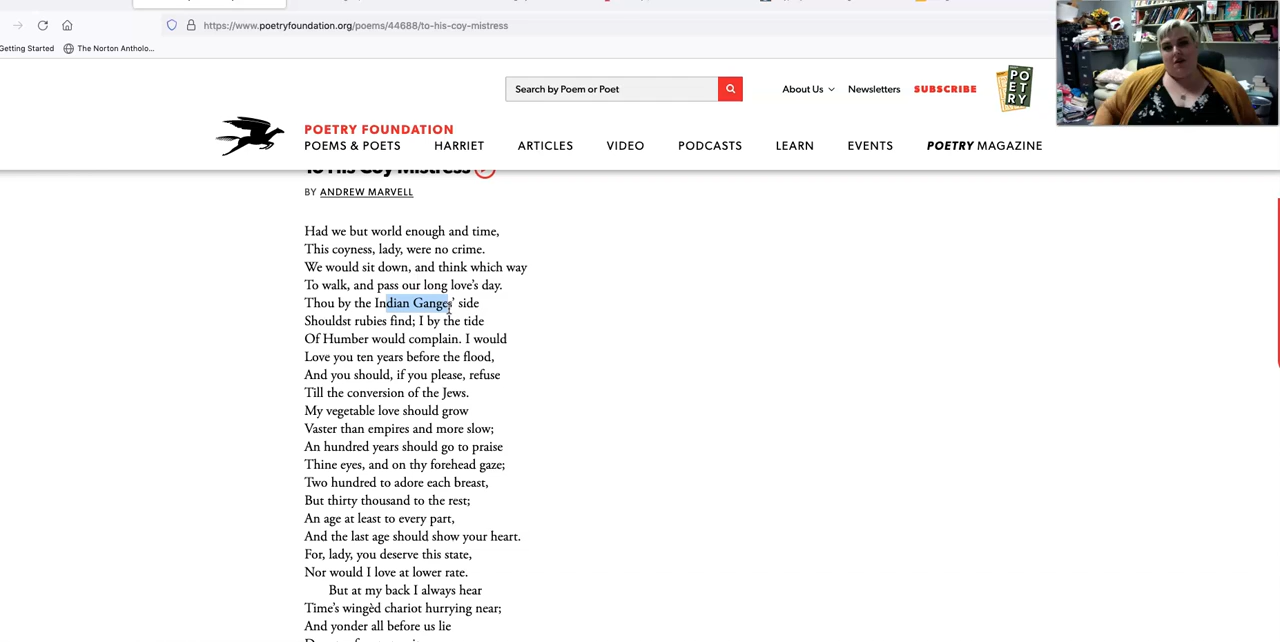 https://www.poetryfoundation.org/poems/44688/to-his-coy-mistress
Getting Started The Norton Antholo...
Search by Poem or Poet
About Us Newsletters SUBSCRIBE
POETRY
POETRY FOUNDATION
POEMS & POETS HARRIET ARTICLES VIDEO PODCASTS LEARN EVENTS POETRY MAGAZINE
To His Coy Mistress
BY ANDREW MARVELL
Had we but world enough and time,
This coyness, lady, were no crime.
We would sit down, and think which way
To walk, and pass our long love’s day.
Thou by the Indian Ganges’ side
Shouldst rubies find; I by the tide
Of Humber would complain. I would
Love you ten years before the flood,
And you should, if you please, refuse
Till the conversion of the Jews.
My vegetable love should grow
Vaster than empires and more slow;
An hundred years should go to praise
Thine eyes, and on thy forehead gaze;
Two hundred to adore each breast,
But thirty thousand to the rest;
An age at least to every part,
And the last age should show your heart.
For, lady, you deserve this state,
Nor would I love at lower rate.
But at my back I always hear
Time’s wingèd chariot hurrying near;
And yonder all before us lie